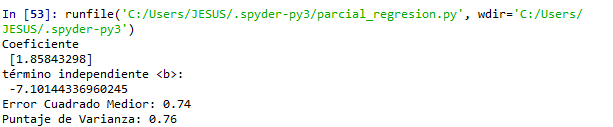 In [53]: runfile('C:/Users/JESUS/.spyder-py3/parcial_regresion.py', wdir='C:/Users/
JESUS/.spyder-py3')
Coeficiente
[1.85843298]
término independiente <b>:
-7.10144336960245
Error Cuadrado Medior: 0.74
Puntaje de Varianza: 0.76